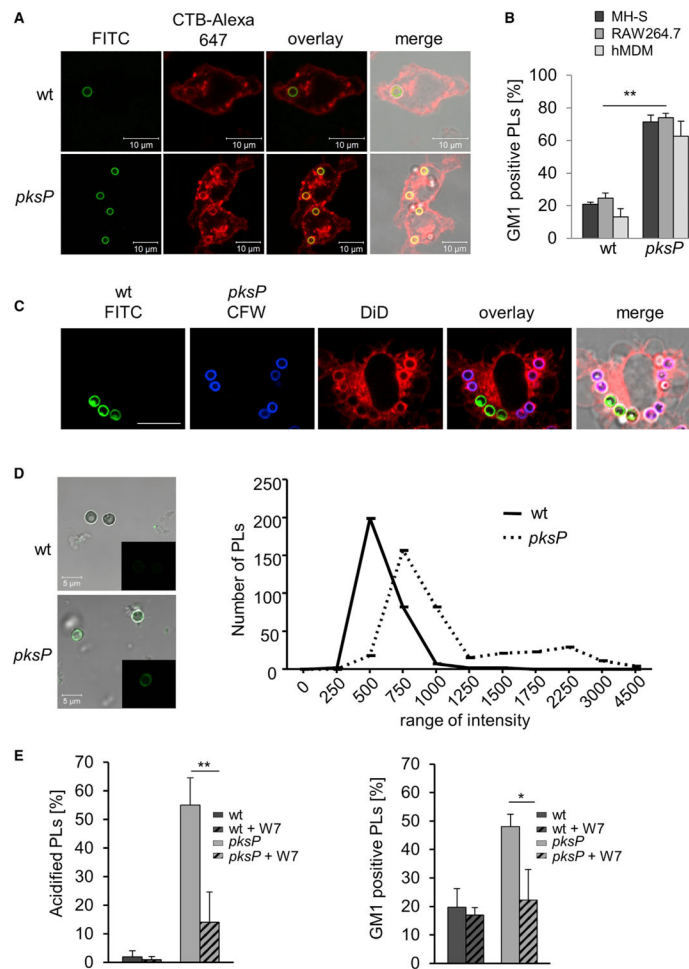 A
FITC
CTB-Alexa
647
overlay
merge
wt
10 µm
10 µm
10 µm
10 µm
pksP
10 µm
10 µm
10 µm
10 µm
B
MH-S
RAW264.7
hMDM
GM1 positive PLs [%]
100
80
60
40
20
0
**
wt
pksP
C
wt
FITC
pksP
CFW
DiD
overlay
merge
D
wt
5 µm
pksP
5 µm
Number of PLs
250
200
150
100
50
0
wt
pksP
0
250
500
750
1000
1250
1500
1750
2250
3000
4500
range of intensity
E
Acidified PLs [%]
70
60
50
40
30
20
10
0
**
wt
wt + W7
pksP
pksP + W7
GM1 positive PLs [%]
70
60
50
40
30
20
10
0
*
wt
wt + W7
pksP
pksP + W7